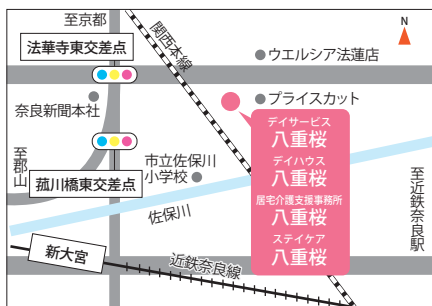 至京都
N
法華寺東交差点
関西本線
ウエルシア法蓮店
奈良新聞本社
プライスカット
デイサービス
八重桜
デイハウス
八重桜
居宅介護支援事務所
八重桜
ステイケア
八重桜
至郡山
菰川橋東交差点
市立佐保川
小学校
佐保川
至近鉄奈良駅
新大宮
近鉄奈良線